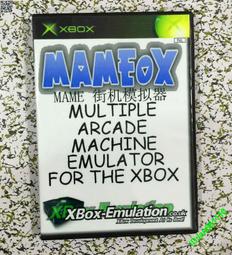 XBOX
MAMEoX
MAME 街机模拟器
MULTIPLE
ARCADE
MACHINE
EMULATOR
FOR THE XBOX
XBox-Emulation.co.uk